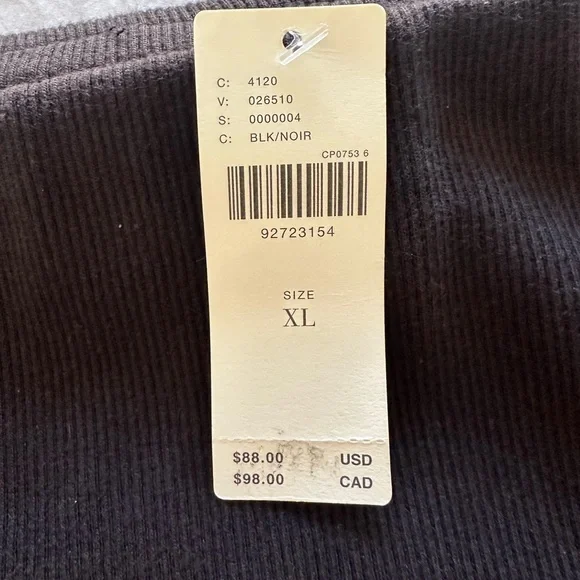 C: 4120
V: 026510
S: 0000004
C: BLK/NOIR
CP0753 6
92723154
SIZE
XL
$88.00 USD
$98.00 CAD